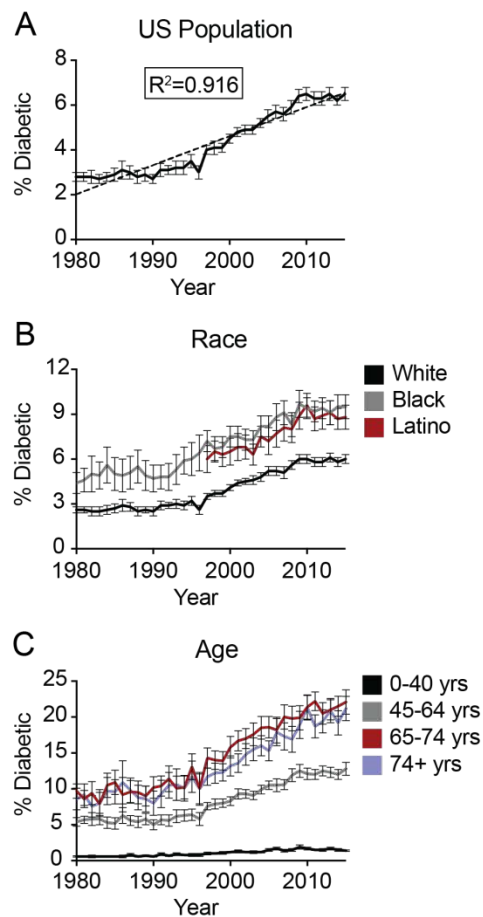 A
US Population
R²=0.916
% Diabetic
8
6
4
2
0
1980 1990 2000 2010
Year
B
Race
% Diabetic
12
9
6
3
0
1980 1990 2000 2010
Year
White
Black
Latino
C
Age
% Diabetic
25
20
15
10
5
0
1980 1990 2000 2010
Year
0-40 yrs
45-64 yrs
65-74 yrs
74+ yrs